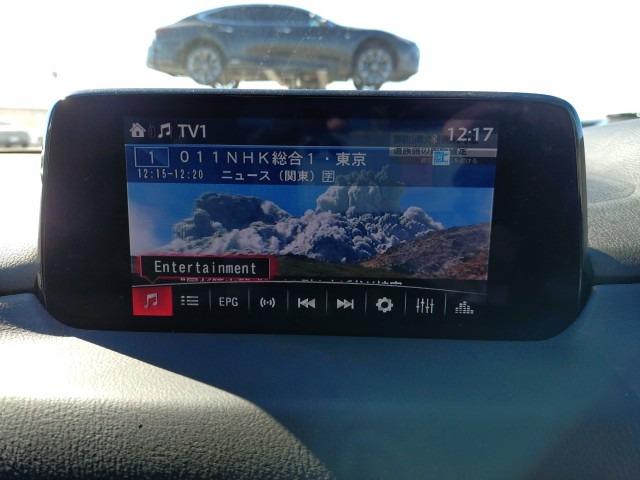 TV1
12:17
1 011NHK総合1・東京
12:15-12:20 ニュース（関東）字
Entertainment
EPG